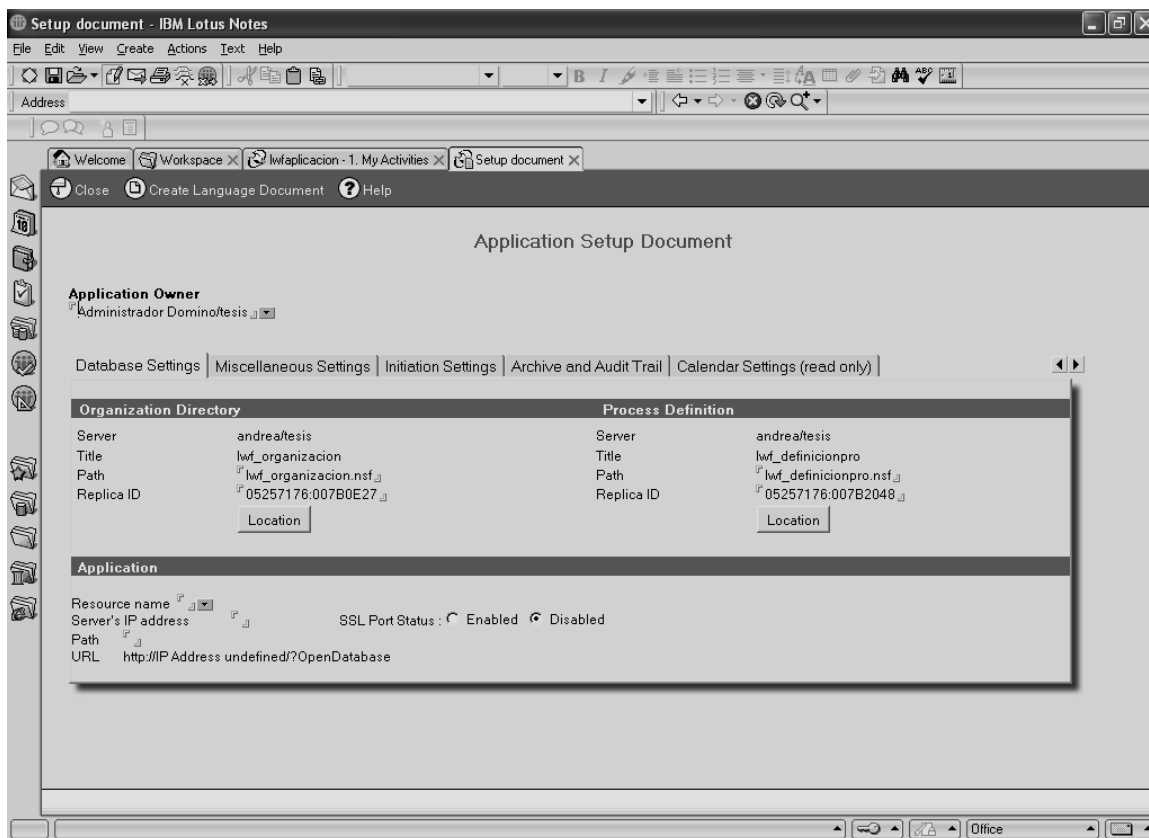 Setup document - IBM Lotus Notes
File Edit View Create Actions Text Help
B I
Address
Welcome Workspace lwfaplicacion - 1. My Activities Setup document
Close Create Language Document Help
Application Setup Document
Application Owner
Administrador Domino/tesis
Database Settings Miscellaneous Settings Initiation Settings Archive and Audit Trail Calendar Settings (read only)
Organization Directory Process Definition
Server andrea/tesis Server andrea/tesis
Title lwf_organizacion Title lwf_definicionpro
Path lwf_organizacion.nsf Path lwf_definicionpro.nsf
Replica ID 05257176:007B0E27 Replica ID 05257176:007B2048
Location Location
Application
Resource name
Server's IP address SSL Port Status : Enabled Disabled
Path
URL http://IP Address undefined/?OpenDatabase
Office